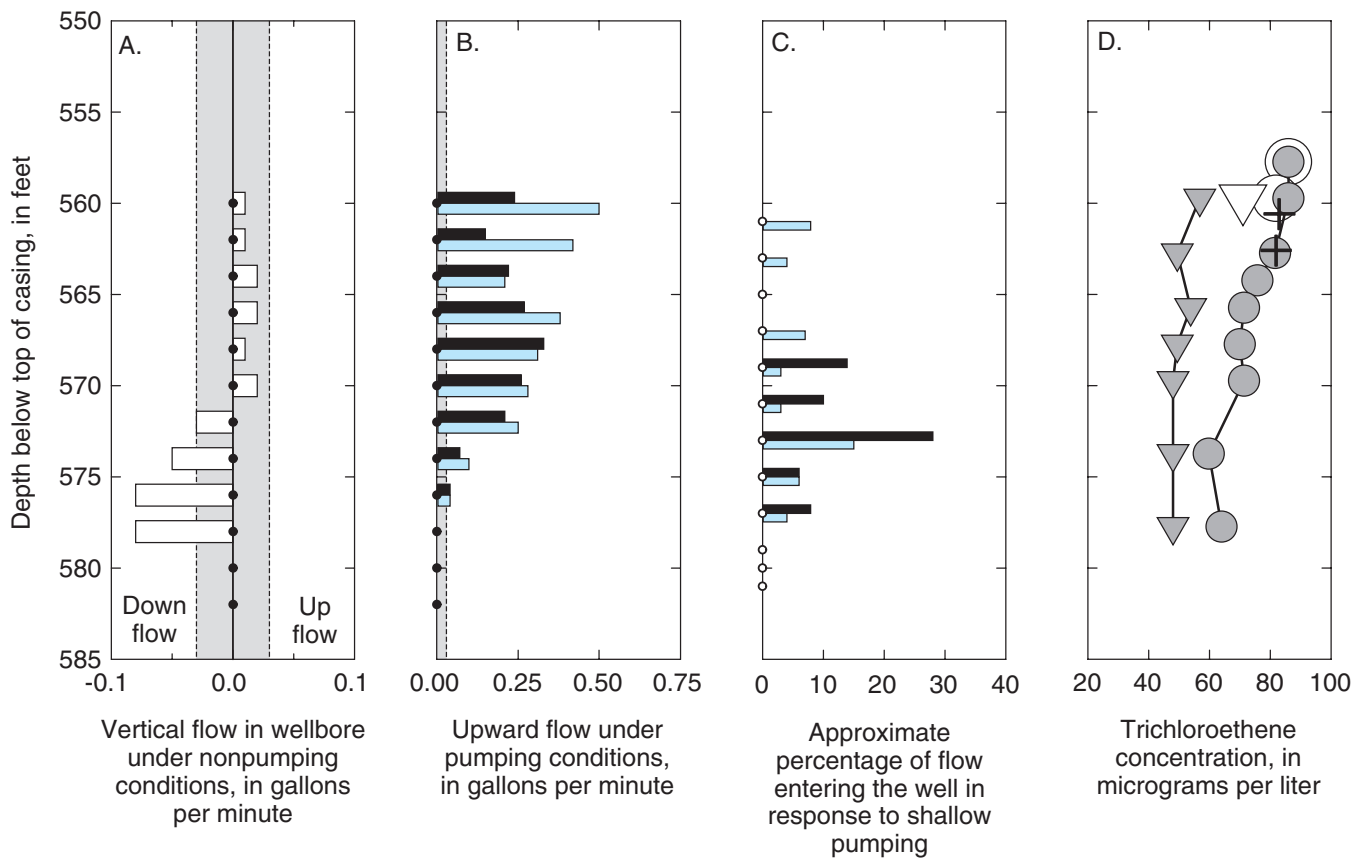 A.
B.
C.
D.
550
555
560
565
570
575
580
585
Depth below top of casing, in feet
Down
flow
Up
flow
-0.1
0.0
0.1
0.00
0.25
0.50
0.75
0
10
20
30
40
20
40
60
80
100
Vertical flow in wellbore
under nonpumping
conditions, in gallons
per minute
Upward flow under
pumping conditions,
in gallons per minute
Approximate
percentage of flow
entering the well in
response to shallow
pumping
Trichloroethene
concentration, in
micrograms per liter